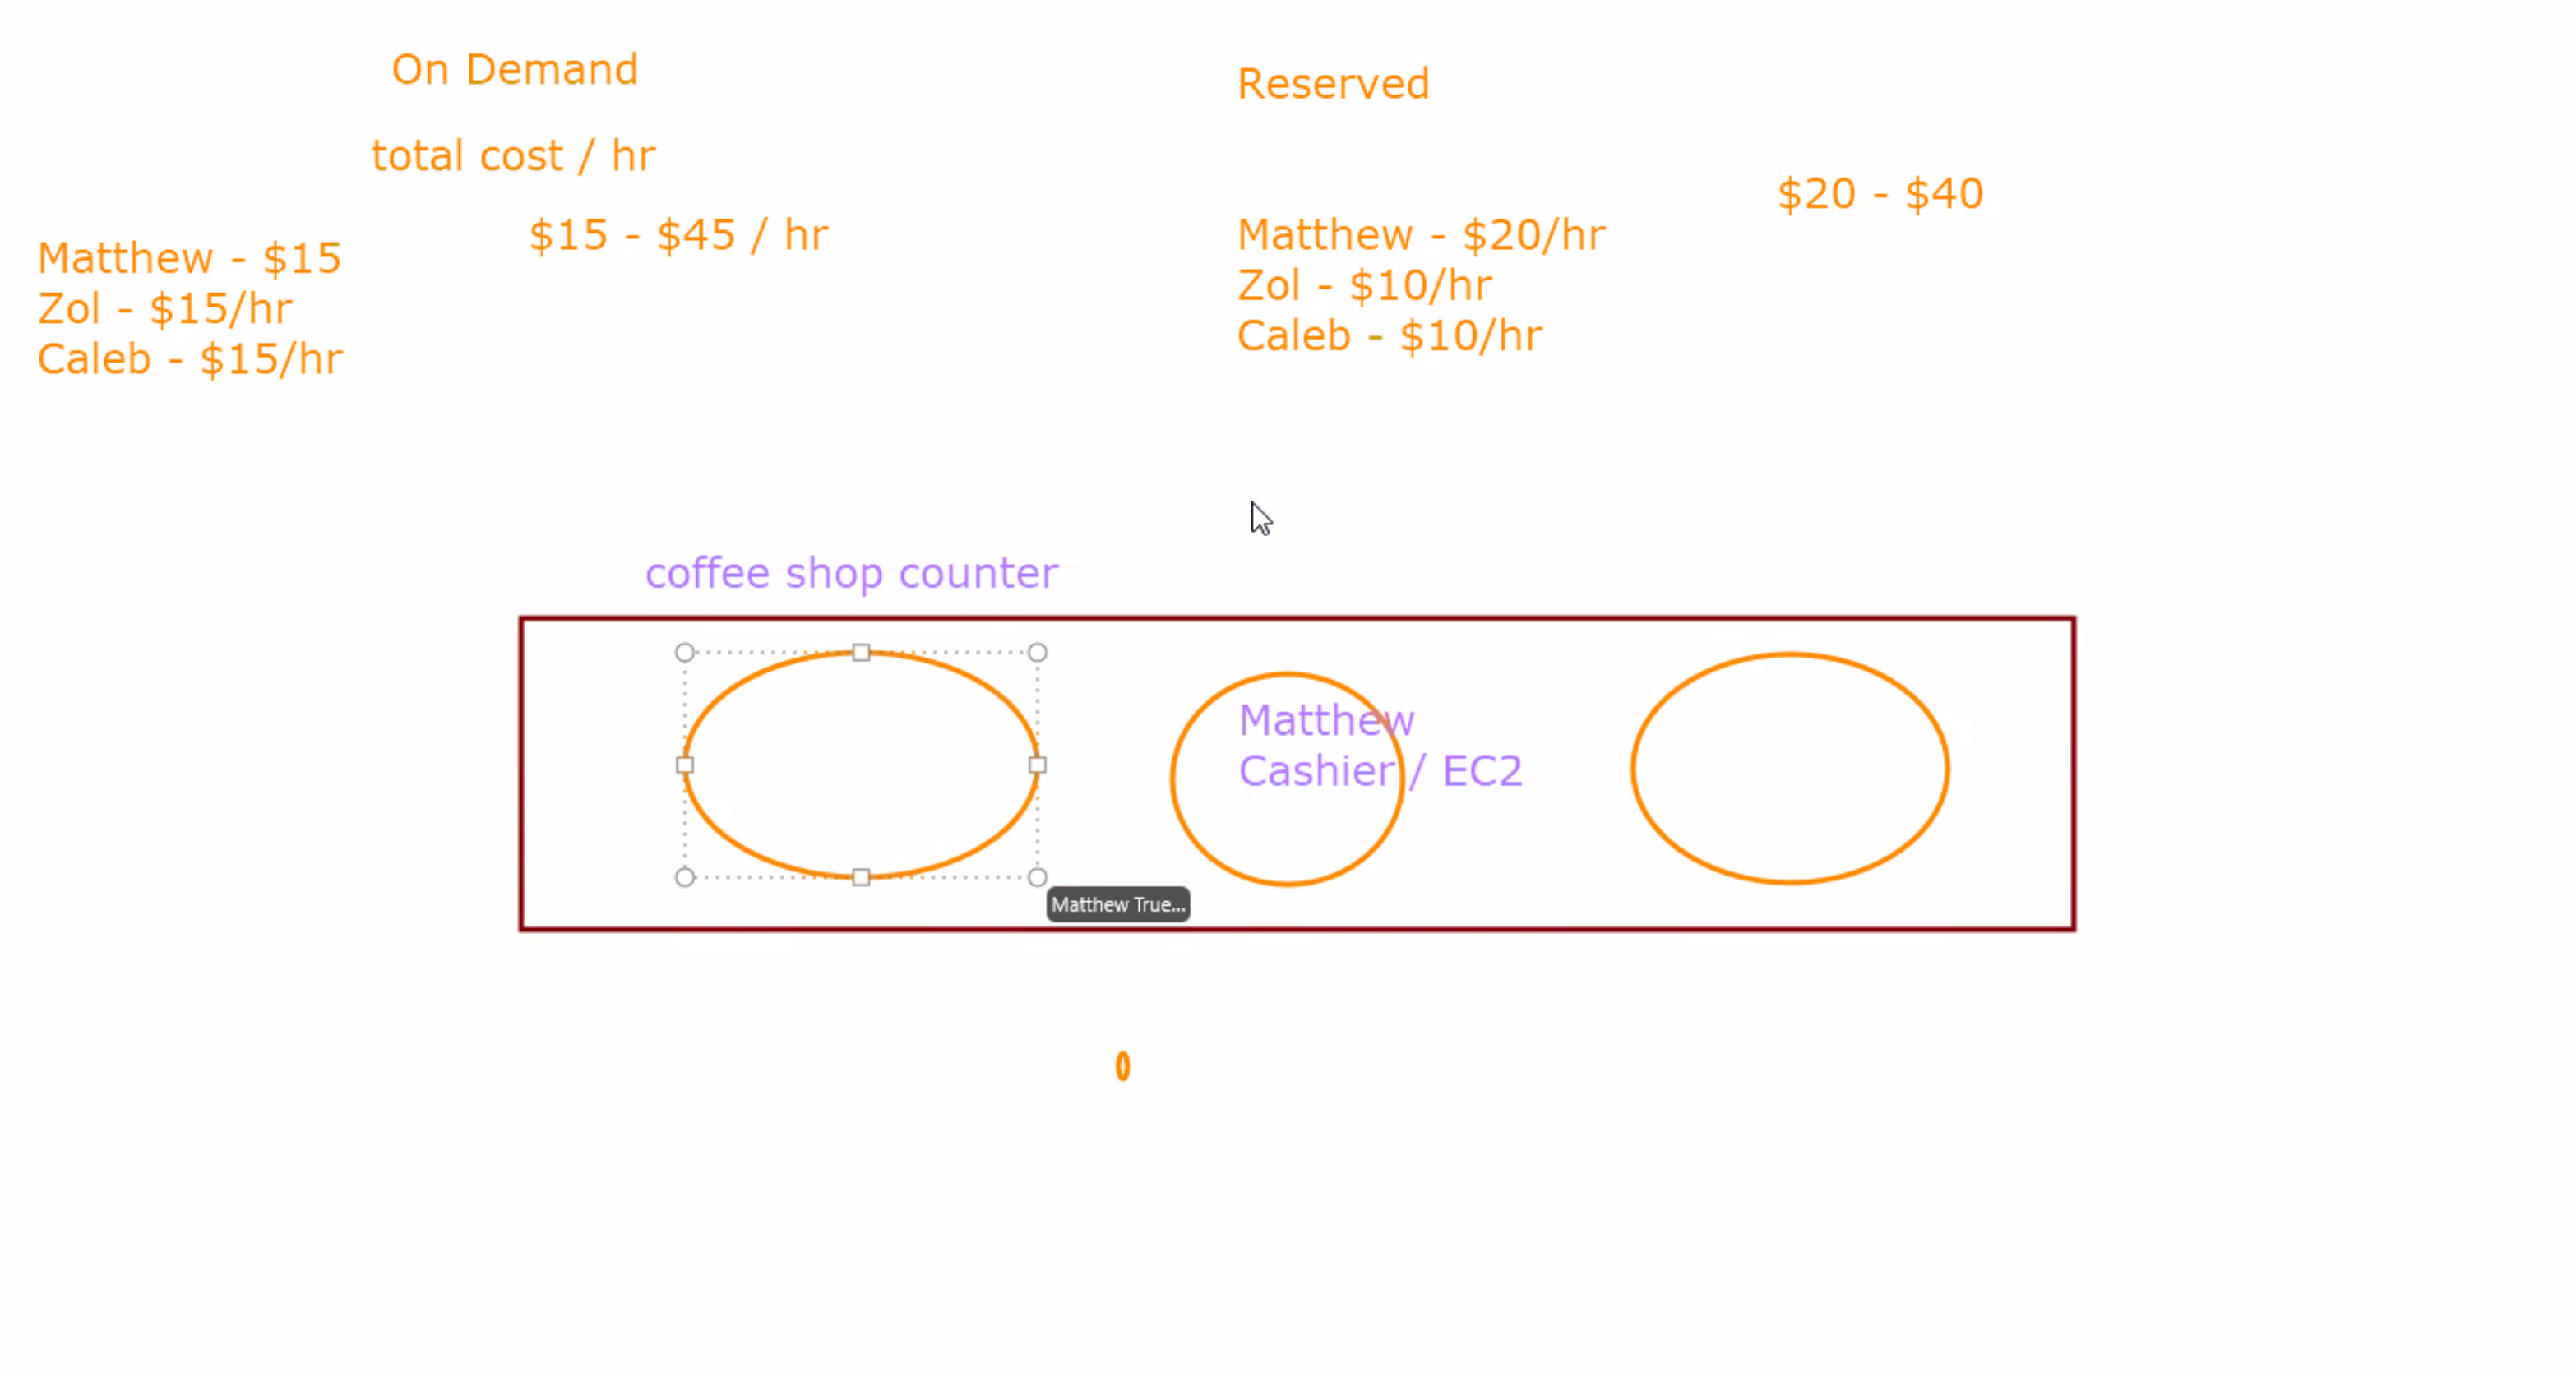 On Demand
total cost / hr
$15 - $45 / hr
Matthew - $15
Zol - $15/hr
Caleb - $15/hr
Reserved
$20 - $40
Matthew - $20/hr
Zol - $10/hr
Caleb - $10/hr
coffee shop counter
Matthew
Cashier / EC2
Matthew True...